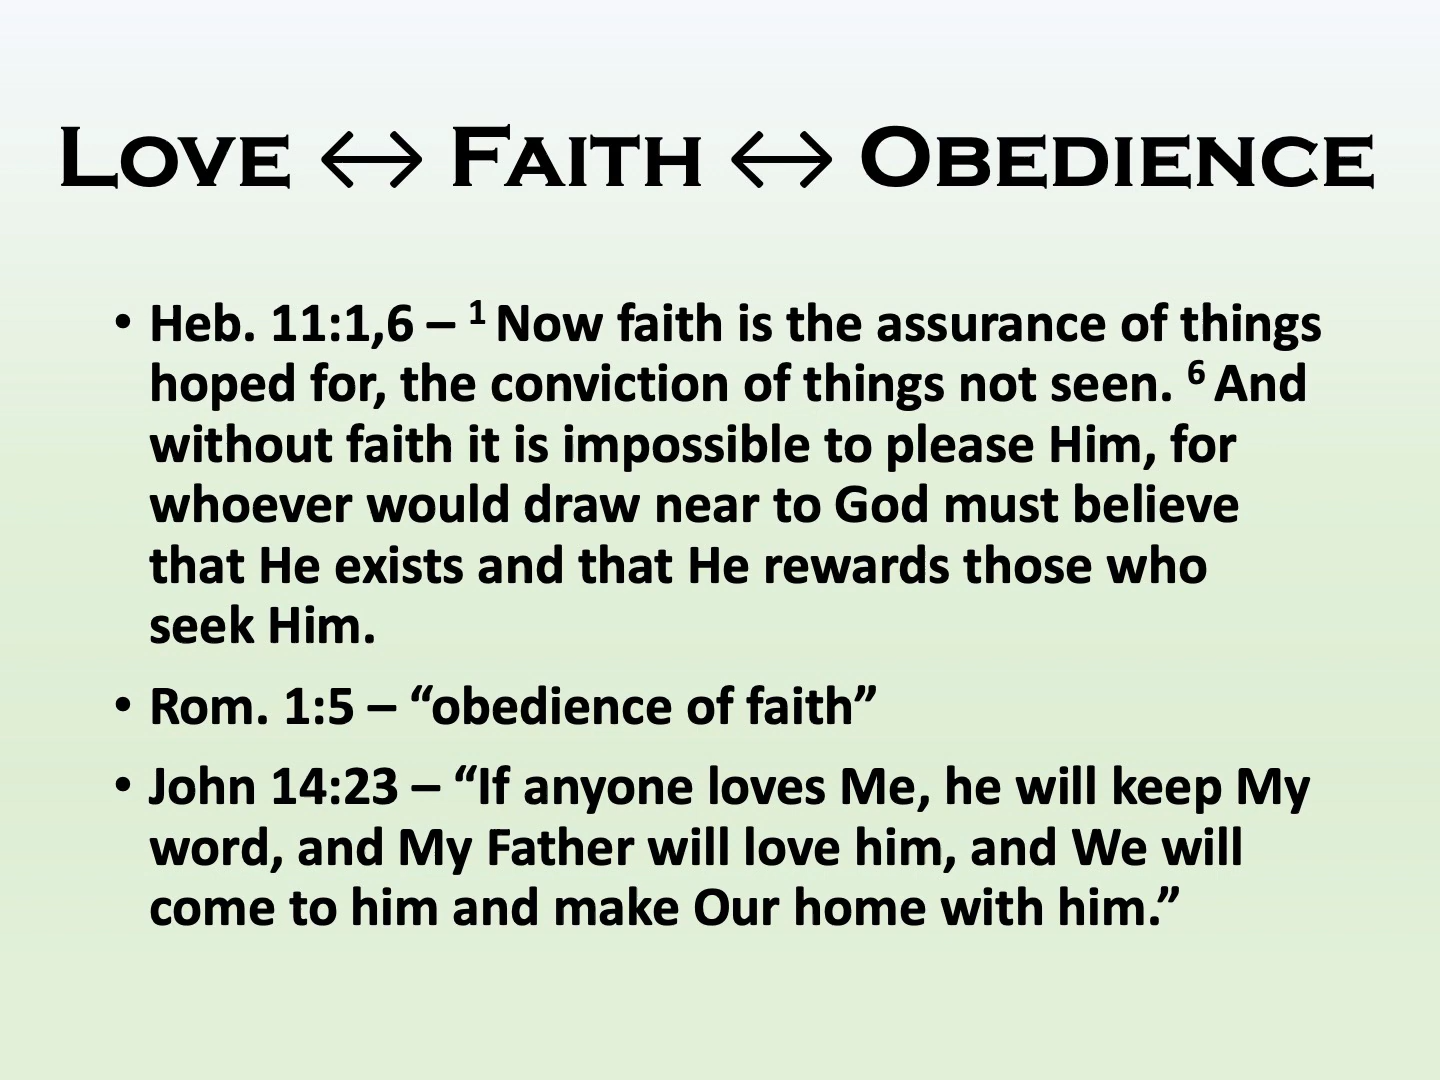 Love ↔ Faith ↔ Obedience
• Heb. 11:1,6 – ¹ Now faith is the assurance of things
hoped for, the conviction of things not seen. ⁶ And
without faith it is impossible to please Him, for
whoever would draw near to God must believe
that He exists and that He rewards those who
seek Him.
• Rom. 1:5 – “obedience of faith”
• John 14:23 – “If anyone loves Me, he will keep My
word, and My Father will love him, and We will
come to him and make Our home with him.”